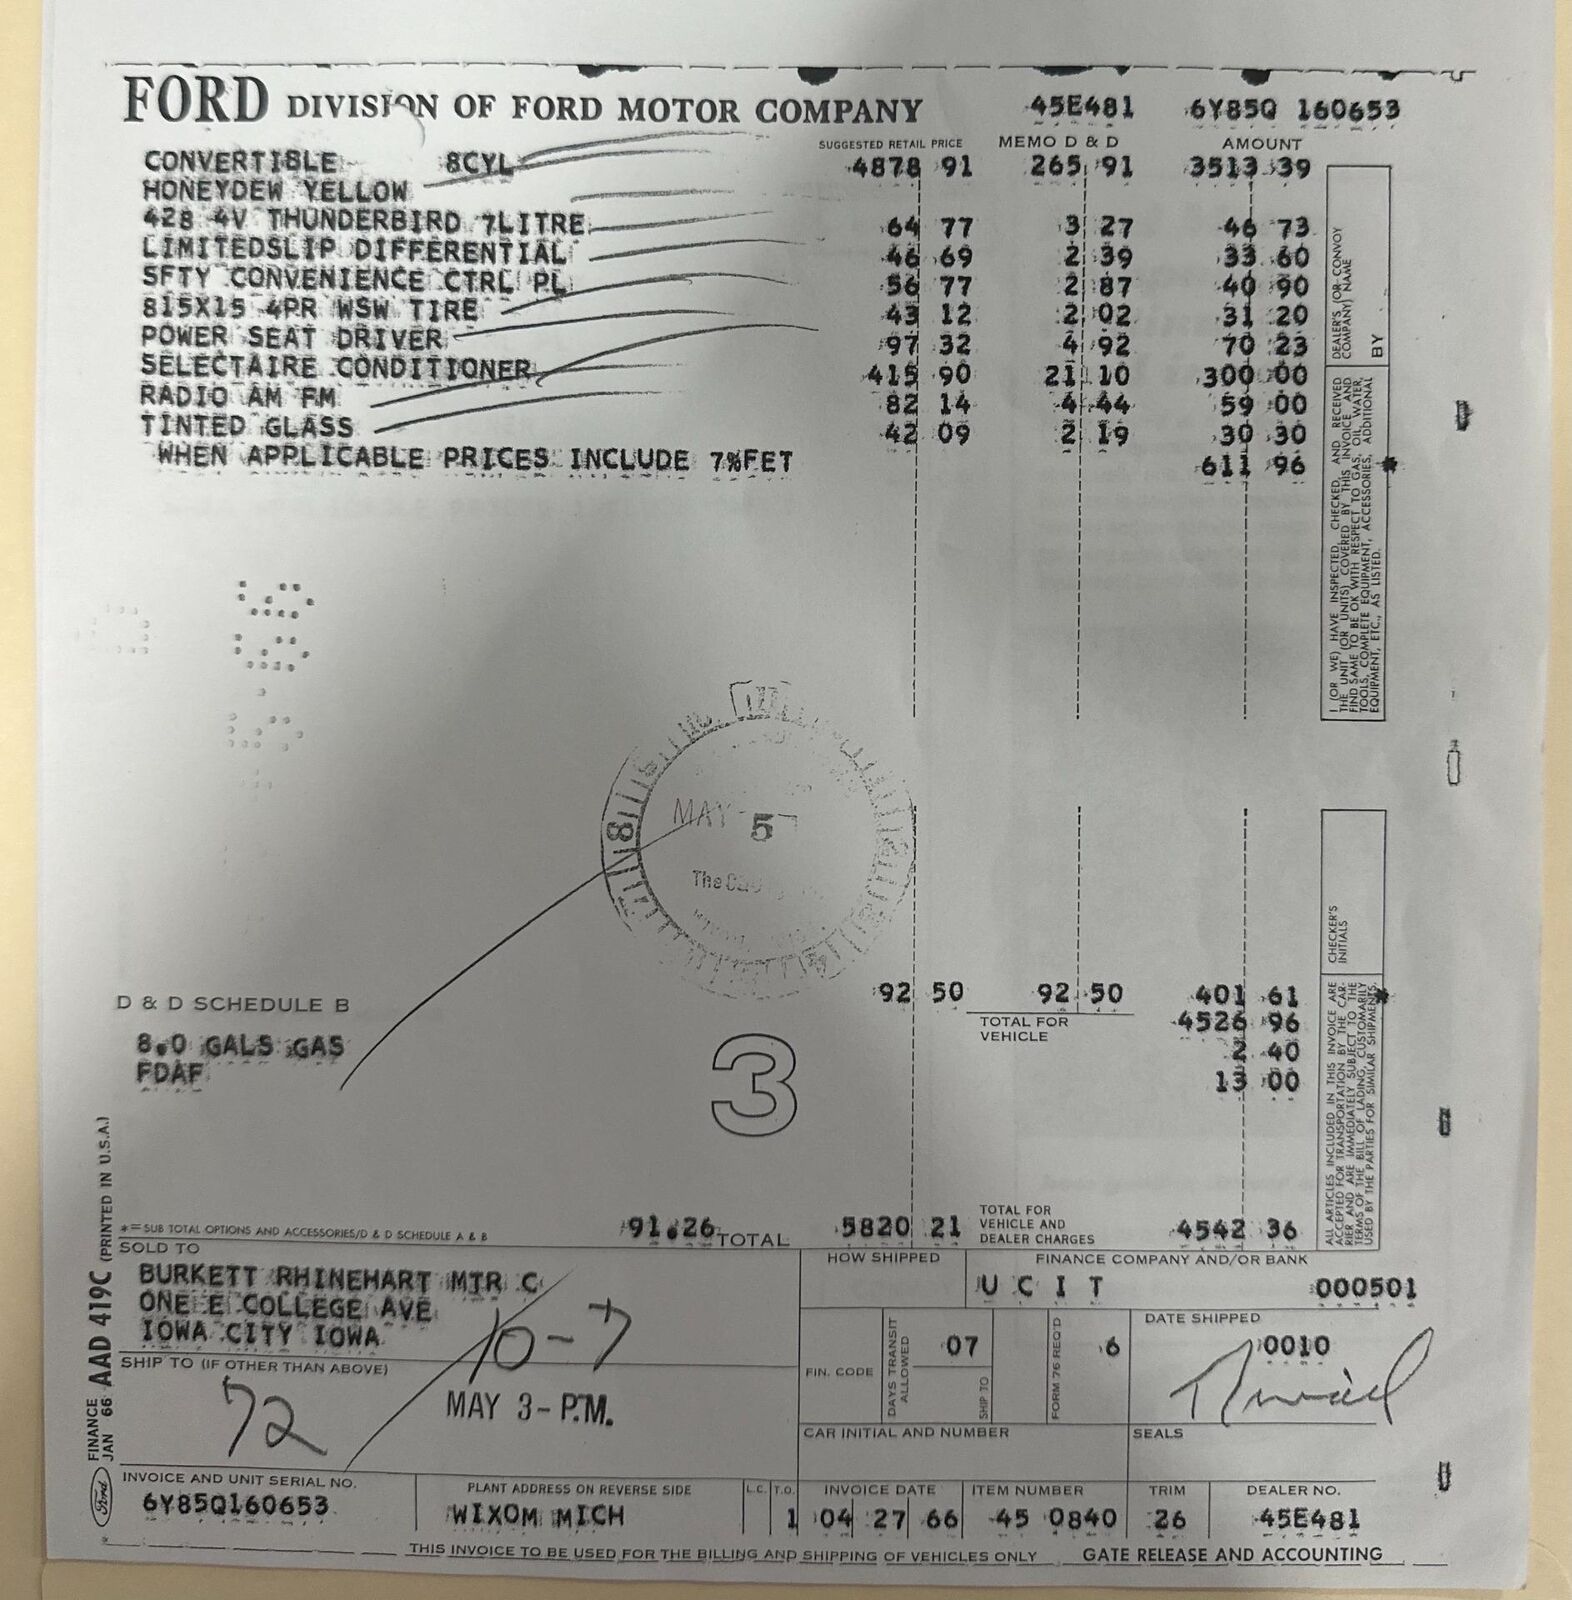 FORD DIVISION OF FORD MOTOR COMPANY 45E481 6Y85Q 160653
SUGGESTED RETAIL PRICE MEMO D & D AMOUNT
CONVERTIBLE 8CYL 4878 91 265 91 3513 39
HONEYDEW YELLOW
428 4V THUNDERBIRD 7LITRE 64 77 3 27 46 73
LIMITEDSLIP DIFFERENTIAL 46 69 2 39 33 60
SFTY CONVENIENCE CTRL PL 56 77 2 87 40 90
815X15 4PR WSW TIRE 43 12 2 02 31 20
POWER SEAT DRIVER 97 32 4 92 70 23
SELECTAIRE CONDITIONER 415 90 21 10 300 00
RADIO AM FM 82 14 4 44 59 00
TINTED GLASS 42 09 2 19 30 30
WHEN APPLICABLE PRICES INCLUDE 7%FET 611 96 *
DEALER'S (OR CONVOY COMPANY) NAME
BY
I (OR WE) HAVE INSPECTED, CHECKED, AND RECEIVED
THE UNIT (OR UNITS) COVERED BY THIS INVOICE AND
FIND SAME TO BE OK WITH RESPECT TO GAS, OIL, WATER,
TOOLS, COMPLETE EQUIPMENT, ACCESSORIES, ADDITIONAL
EQUIPMENT, ETC., AS LISTED.
MAY 5
8
The
CHECKER'S INITIALS
92 50 92 50 401 61 *
D & D SCHEDULE B
TOTAL FOR VEHICLE 4526 96
8.0 GALS GAS 2 40
FDAF 13 00
3
ALL ARTICLES INCLUDED IN THIS INVOICE ARE
ACCEPTED FOR TRANSPORTATION BY THE CAR-
RIER AND ARE IMMEDIATELY SUBJECT TO THE
TERMS OF THE BILL OF LADING, CUSTOMARILY
USED BY THE PARTIES FOR SIMILAR SHIPMENTS.
*=SUB TOTAL OPTIONS AND ACCESSORIES/D & D SCHEDULE A & B 91.26 TOTAL 5820 21 TOTAL FOR VEHICLE AND DEALER CHARGES 4542 36
SOLD TO HOW SHIPPED FINANCE COMPANY AND/OR BANK
BURKETT RHINEHART MTR C U C I T 000501
ONE E COLLEGE AVE
IOWA CITY IOWA
10-7
DATE SHIPPED
0010
FIN. CODE
DAYS TRANSIT ALLOWED
07
SHIP TO
FORM 76 REQ'D
6
SHIP TO (IF OTHER THAN ABOVE)
72
MAY 3-P.M.
CAR INITIAL AND NUMBER SEALS
INVOICE AND UNIT SERIAL NO. PLANT ADDRESS ON REVERSE SIDE L.C. T.O. INVOICE DATE ITEM NUMBER TRIM DEALER NO.
6Y85Q160653 WIXOM MICH 1 04 27 66 45 0840 26 45E481
THIS INVOICE TO BE USED FOR THE BILLING AND SHIPPING OF VEHICLES ONLY GATE RELEASE AND ACCOUNTING
Ford FINANCE JAN 66 AAD 419C (PRINTED IN U.S.A.)